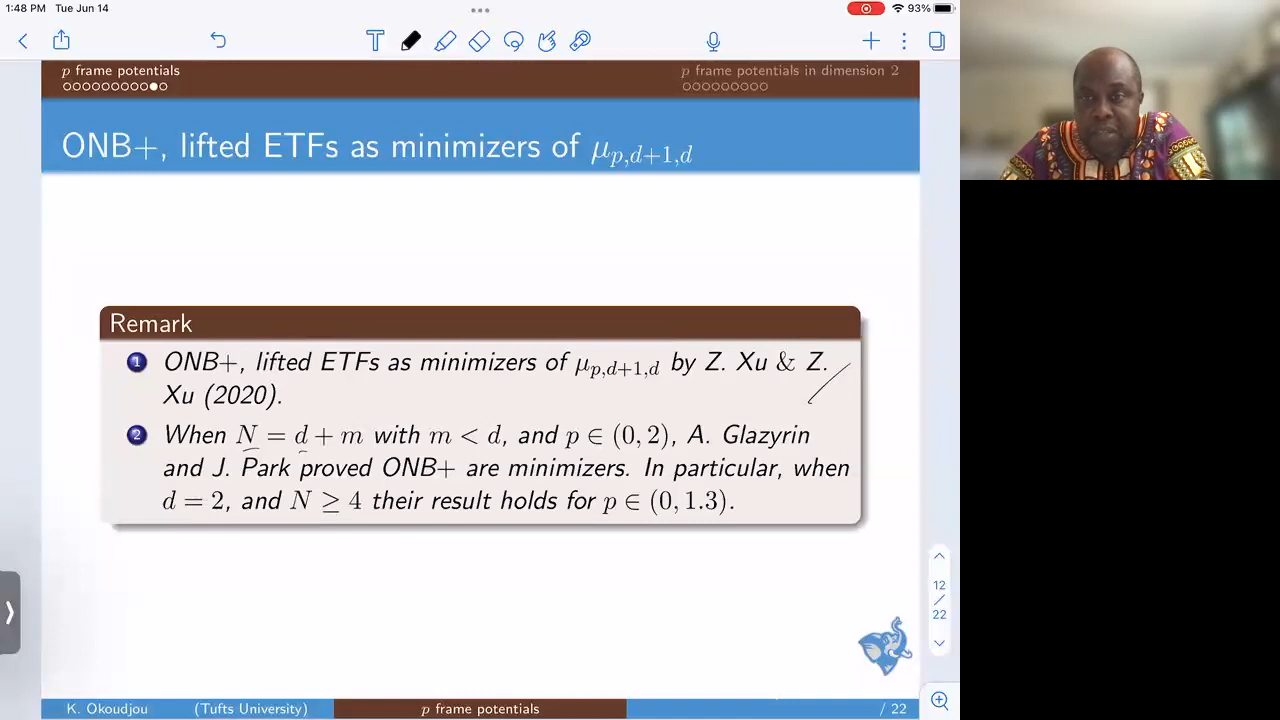 1:48 PM Tue Jun 14
93%
p frame potentials
p frame potentials in dimension 2
ONB+, lifted ETFs as minimizers of μ_{p,d+1,d}
Remark
1 ONB+, lifted ETFs as minimizers of μ_{p,d+1,d} by Z. Xu & Z.
Xu (2020).
2 When N = d + m with m < d, and p ∈ (0, 2), A. Glazyrin
and J. Park proved ONB+ are minimizers. In particular, when
d = 2, and N ≥ 4 their result holds for p ∈ (0, 1.3).
12
/
22
K. Okoudjou (Tufts University)
p frame potentials
/ 22